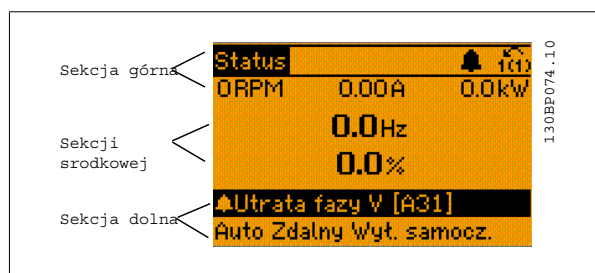 Sekcja górna
Sekcji
srodkowej
Sekcja dolna
Status
1(1)
0RPM 0.00A 0.0kW
0.0Hz
0.0%
Utrata fazy V [A31]
Auto Zdalny Wył. samocz.
130BP074.10